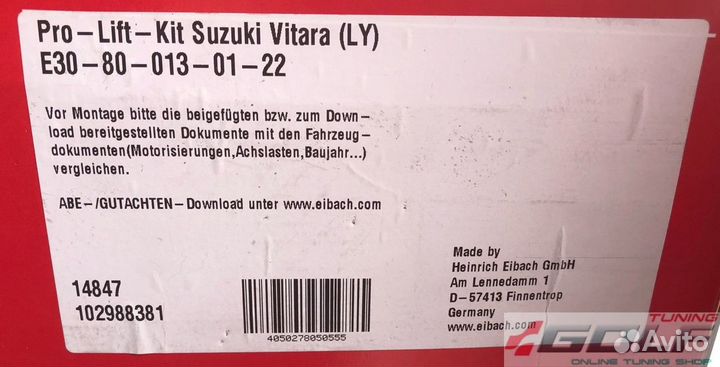 Pro-Lift-Kit Suzuki Vitara (LY)
E30-80-013-01-22
Vor Montage bitte die beigefügten bzw. zum Down-
load bereitgestellten Dokumente mit den Fahrzeug-
dokumenten(Motorisierungen,Achslasten,Baujahr...)
vergleichen.
ABE-/GUTACHTEN-Download unter www.eibach.com
14847
102988381
4050278050555
Made by
Heinrich Eibach GmbH
Am Lennedamm 1
D-57413 Finnentrop
Germany
www.eibach.com
TUNING
Avito
ONLINE TUNING SHOP